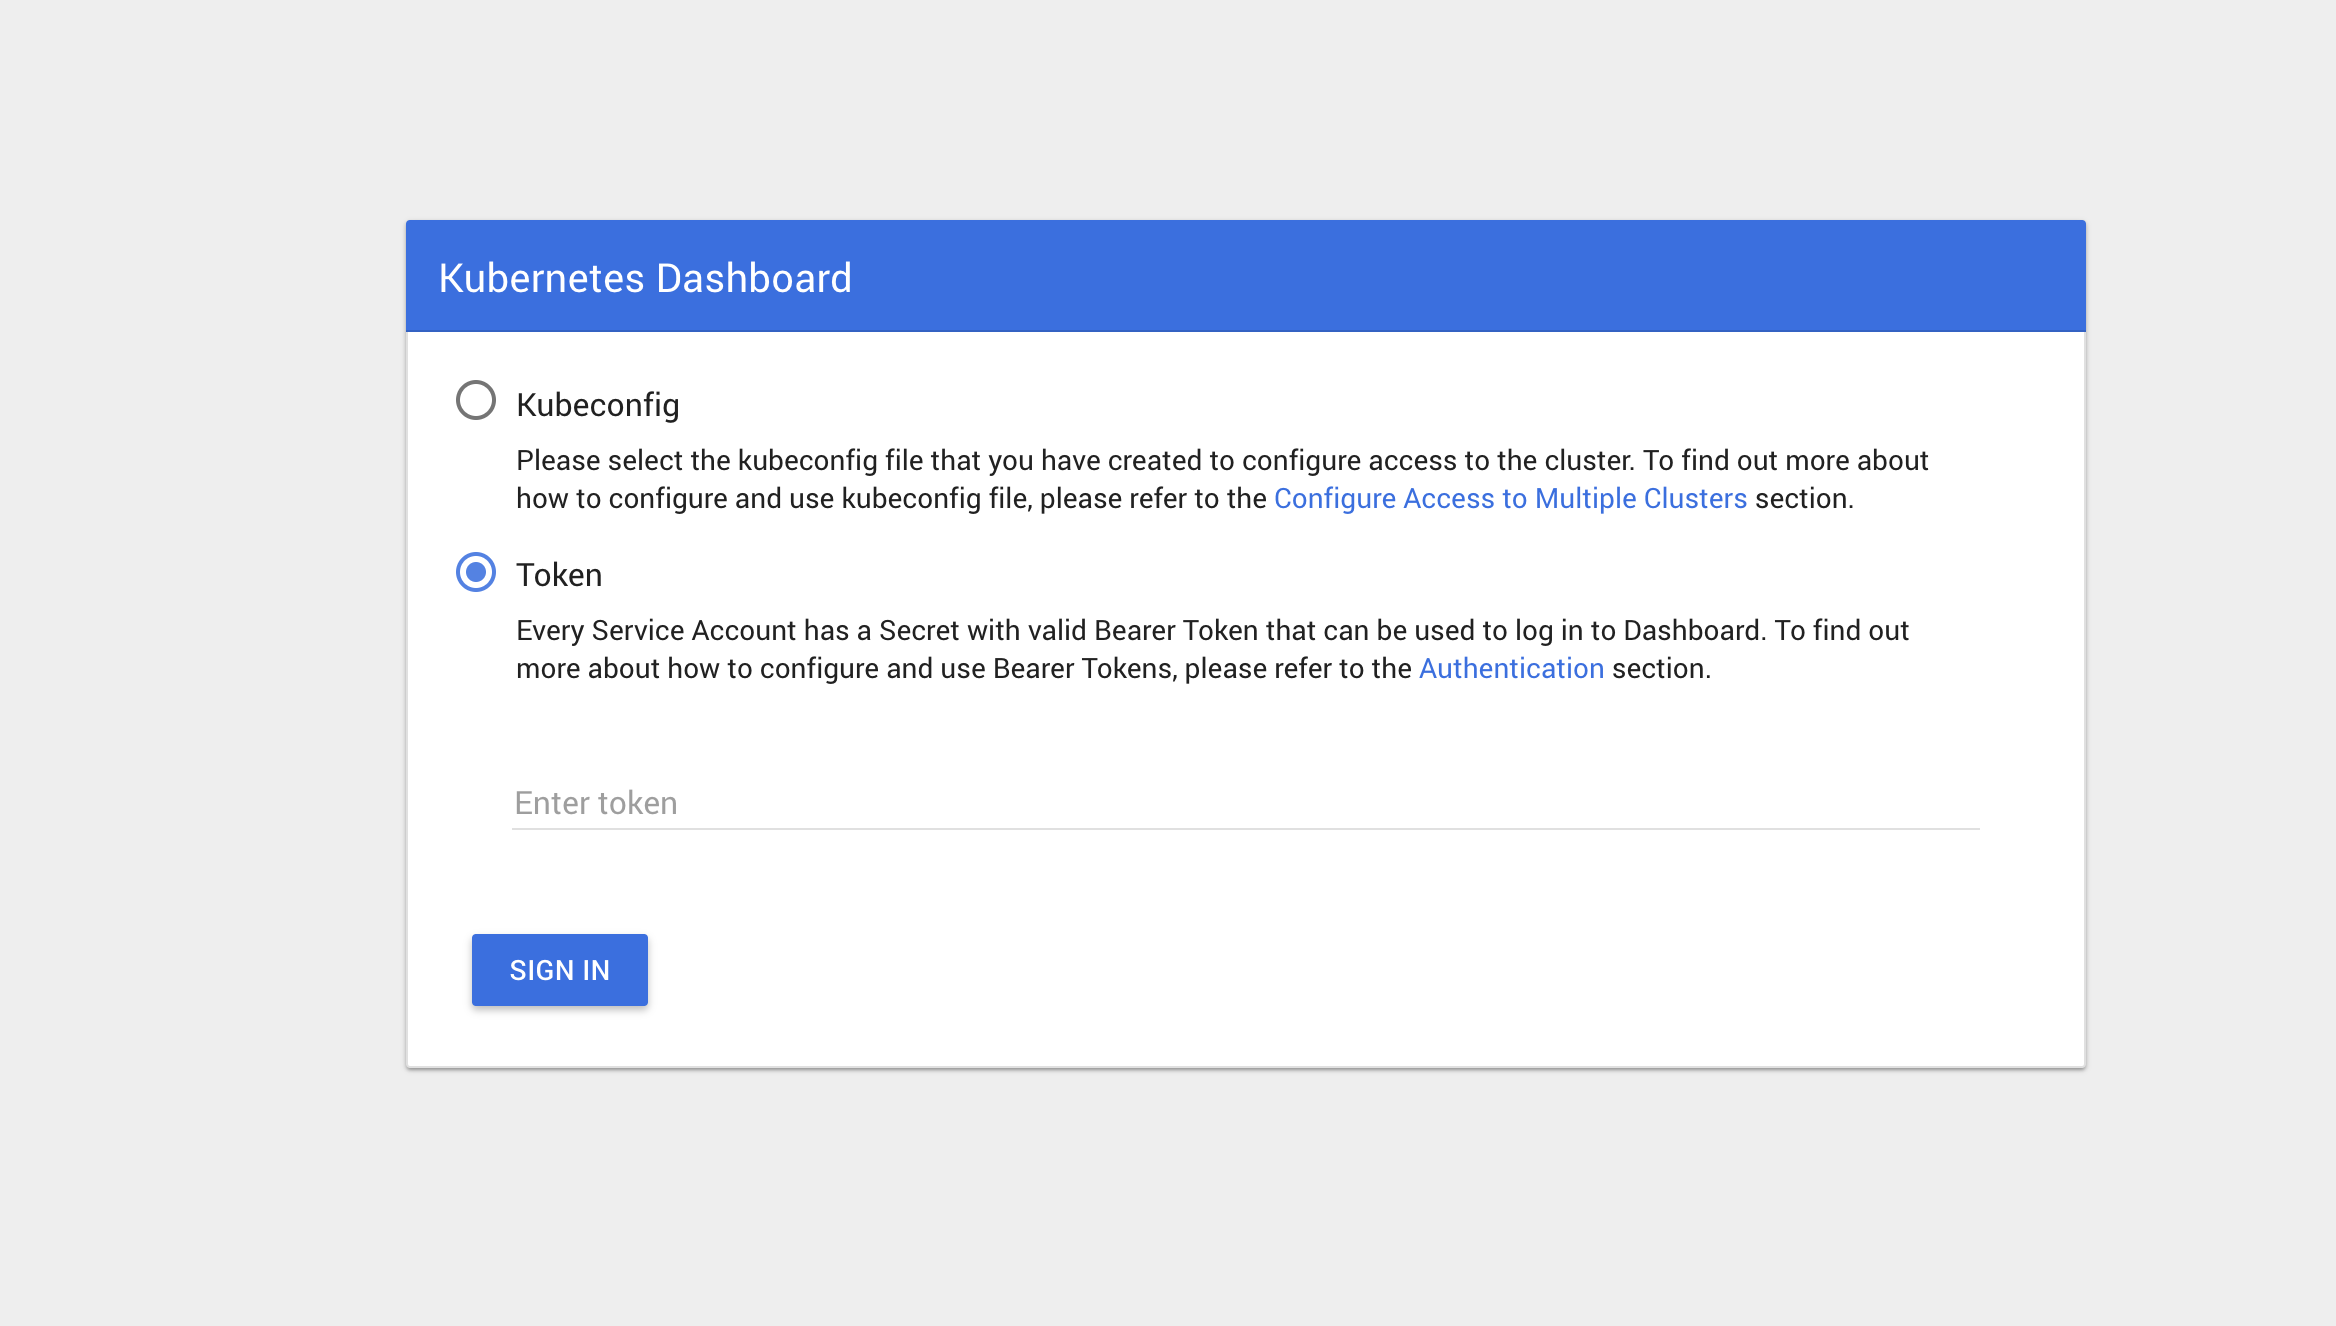 Kubernetes Dashboard
Kubeconfig
Please select the kubeconfig file that you have created to configure access to the cluster. To find out more about
how to configure and use kubeconfig file, please refer to the Configure Access to Multiple Clusters section.
Token
Every Service Account has a Secret with valid Bearer Token that can be used to log in to Dashboard. To find out
more about how to configure and use Bearer Tokens, please refer to the Authentication section.
Enter token
SIGN IN